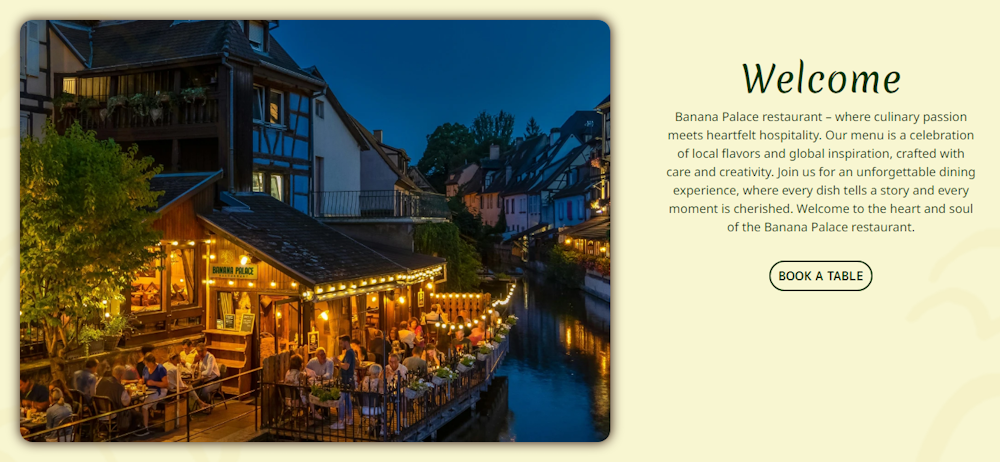 BANANA PALACE
Welcome
Banana Palace restaurant – where culinary passion
meets heartfelt hospitality. Our menu is a celebration
of local flavors and global inspiration, crafted with
care and creativity. Join us for an unforgettable dining
experience, where every dish tells a story and every
moment is cherished. Welcome to the heart and soul
of the Banana Palace restaurant.
BOOK A TABLE